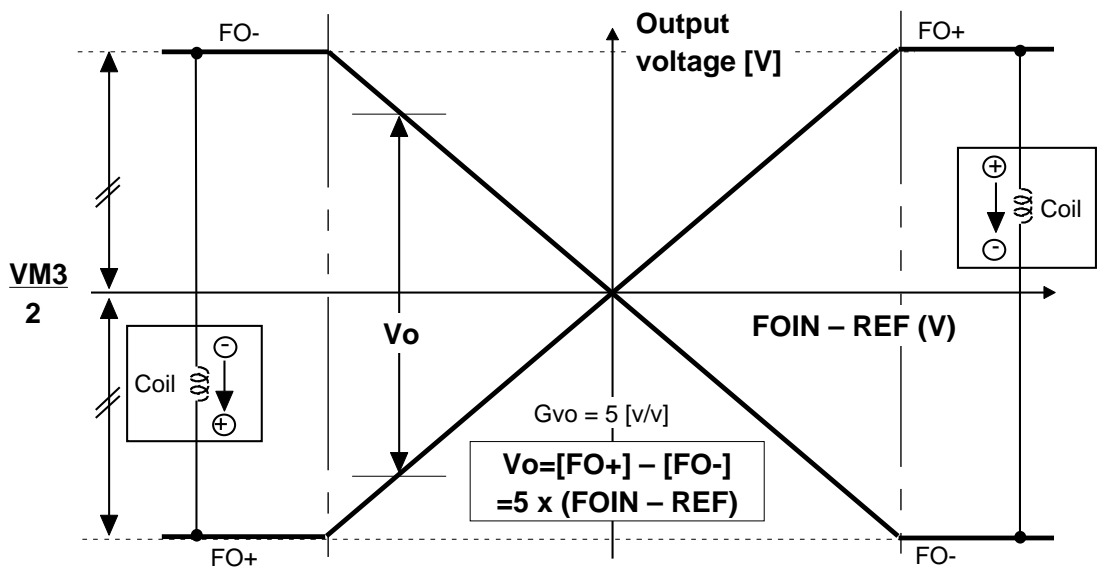 FO-
Output
voltage [V]
FO+
+
-
Coil
VM3
2
Vo
FOIN – REF (V)
Coil
-
+
Gvo = 5 [v/v]
Vo=[FO+] – [FO-]
=5 x (FOIN – REF)
FO+
FO-